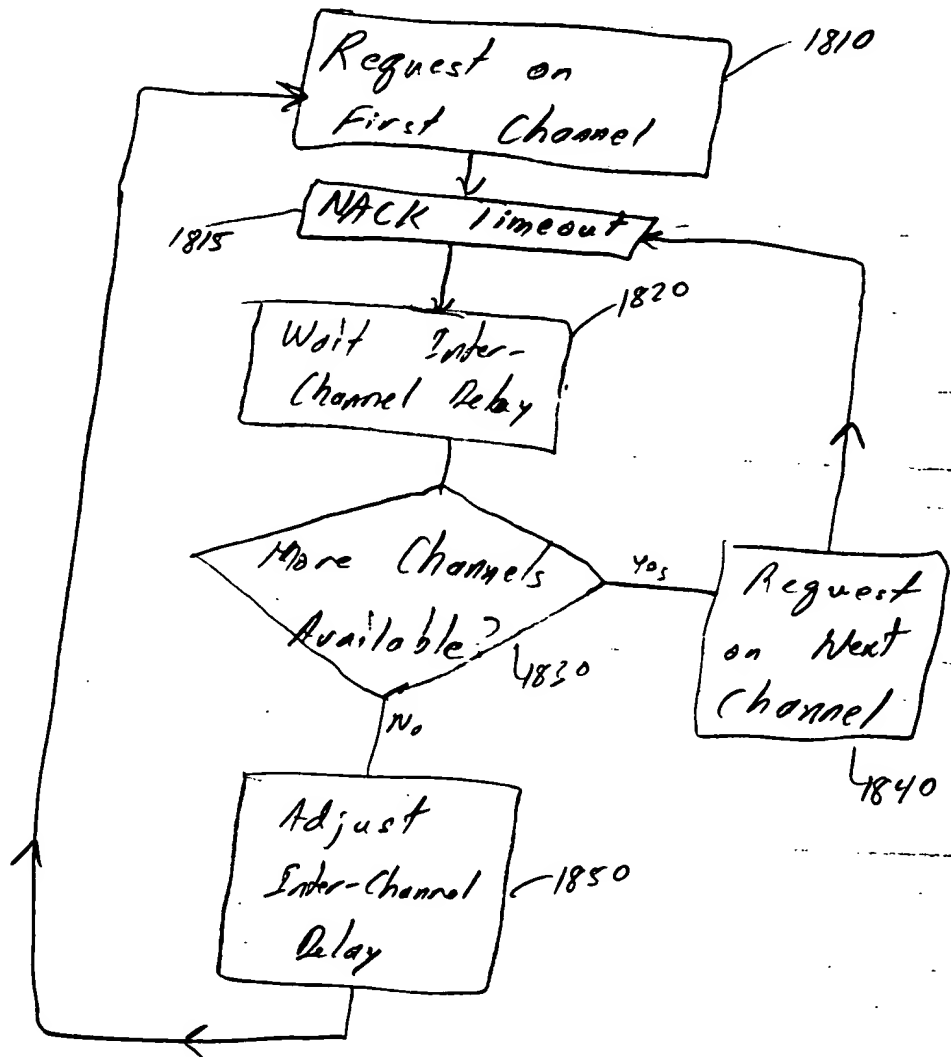 Request on
First Channel
1810
NACK Timeout
1815
1820
Wait Inter-
Channel Delay
More Channels
Available?
Yes
1830
Request
on Next
Channel
1840
No
Adjust
Inter-Channel
Delay
1850